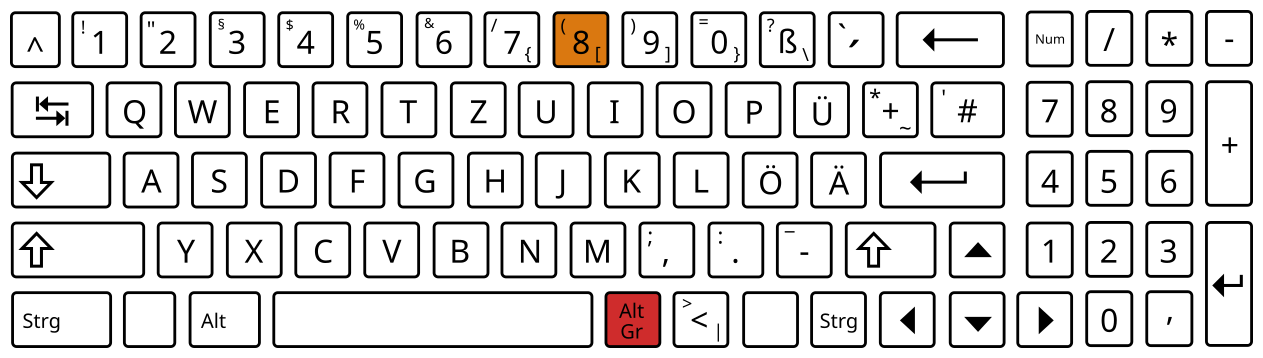 ^ ! 1 " 2 § 3 $ 4 % 5 & 6 / 7 { ( 8 [ ) 9 ] = 0 } ? ß \ ` ´ Num / * -
Q W E R T Z U I O P Ü * + ~ ' # 7 8 9 +
A S D F G H J K L Ö Ä 4 5 6
Y X C V B N M ; , : . _ - 1 2 3
Strg Alt Alt Gr > < | Strg 0 ,